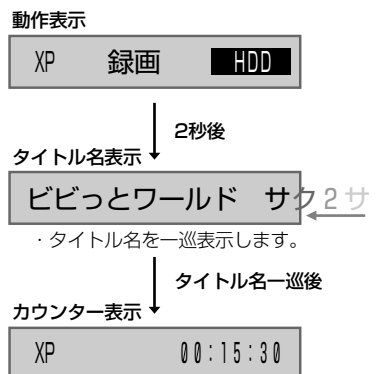 動作表示
XP 録画 HDD
2秒後
タイトル名表示
ビビっとワールド サク2サ
・タイトル名を一巡表示します。
タイトル名一巡後
カウンター表示
XP 00:15:30